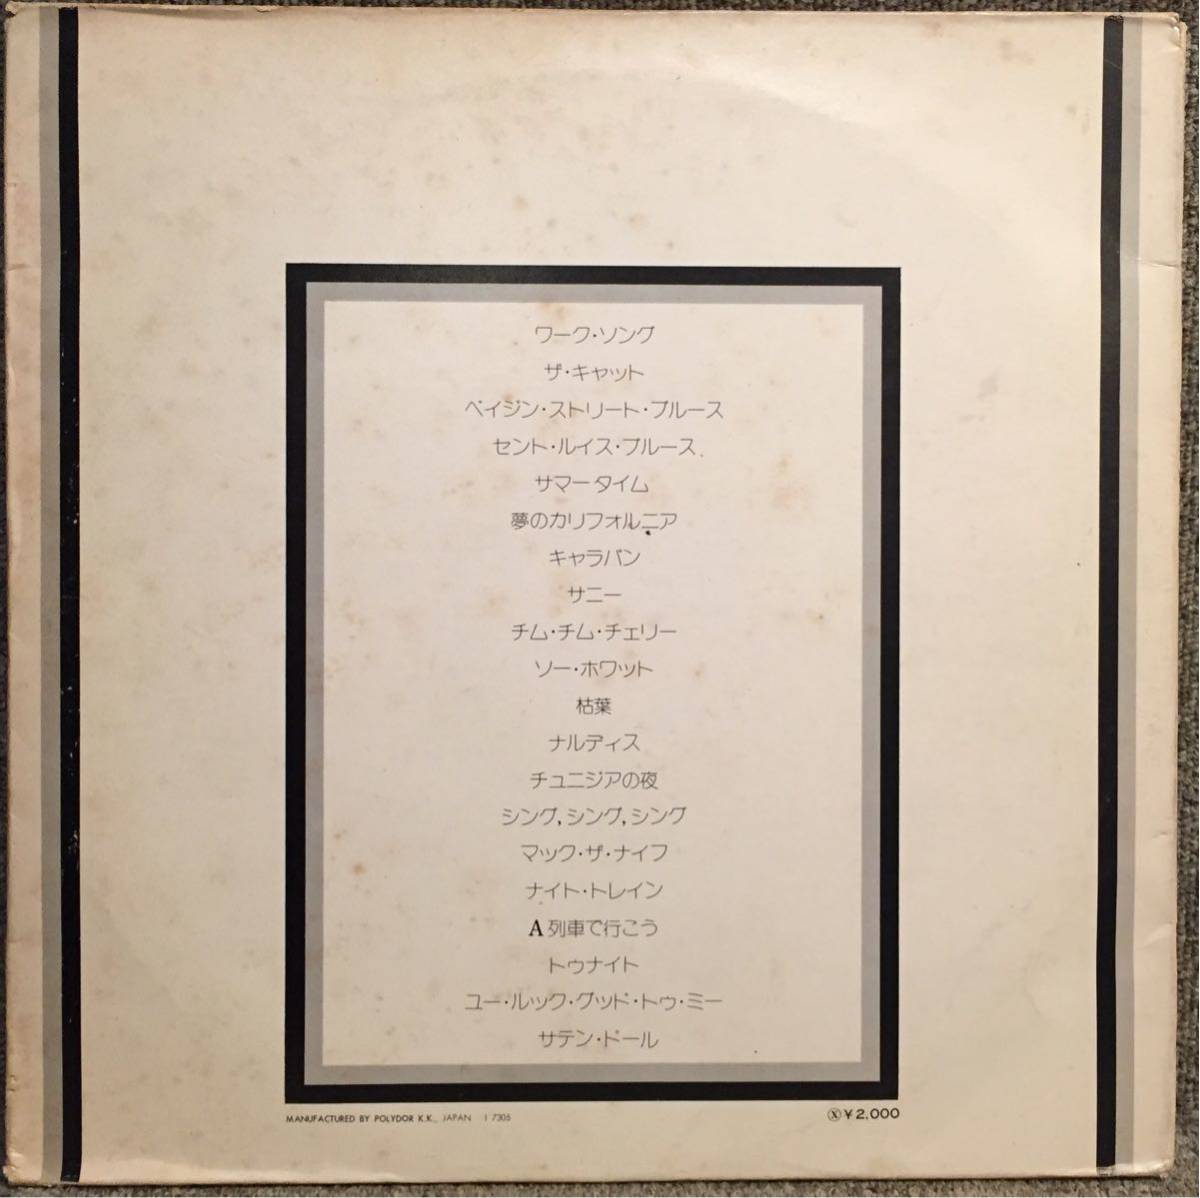 ワーク・ソング
ザ・キャット
ベイジン・ストリート・ブルース
セント・ルイス・ブルース
サマータイム
夢のカリフォルニア
キャラバン
サニー
チム・チム・チェリー
ソー・ホワット
枯葉
ナルディス
チュニジアの夜
シング,シング,シング
マック・ザ・ナイフ
ナイト・トレイン
A列車で行こう
トゥナイト
ユー・ルック・グッド・トゥ・ミー
サテン・ドール
MANUFACTURED BY POLYDOR K.K., JAPAN I 7305
Ⓧ¥2,000